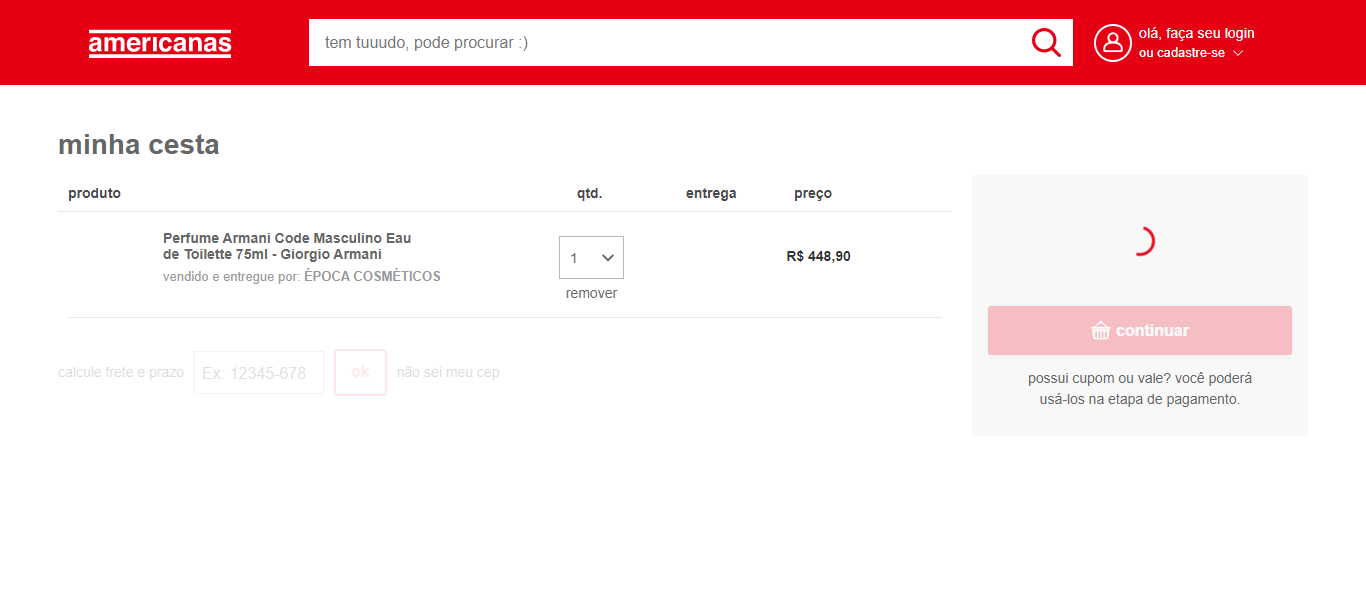 americanas
tem tuuudo, pode procurar :)
olá, faça seu login
ou cadastre-se
minha cesta
produto qtd. entrega preço
Perfume Armani Code Masculino Eau
de Toilette 75ml - Giorgio Armani
vendido e entregue por: ÉPOCA COSMÉTICOS
1
remover
R$ 448,90
calcule frete e prazo Ex: 12345-678 ok não sei meu cep
continuar
possui cupom ou vale? você poderá
usá-los na etapa de pagamento.